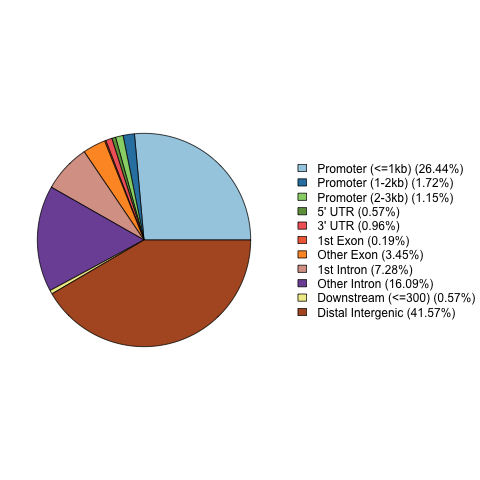 Promoter (<=1kb) (26.44%)
Promoter (1-2kb) (1.72%)
Promoter (2-3kb) (1.15%)
5' UTR (0.57%)
3' UTR (0.96%)
1st Exon (0.19%)
Other Exon (3.45%)
1st Intron (7.28%)
Other Intron (16.09%)
Downstream (<=300) (0.57%)
Distal Intergenic (41.57%)